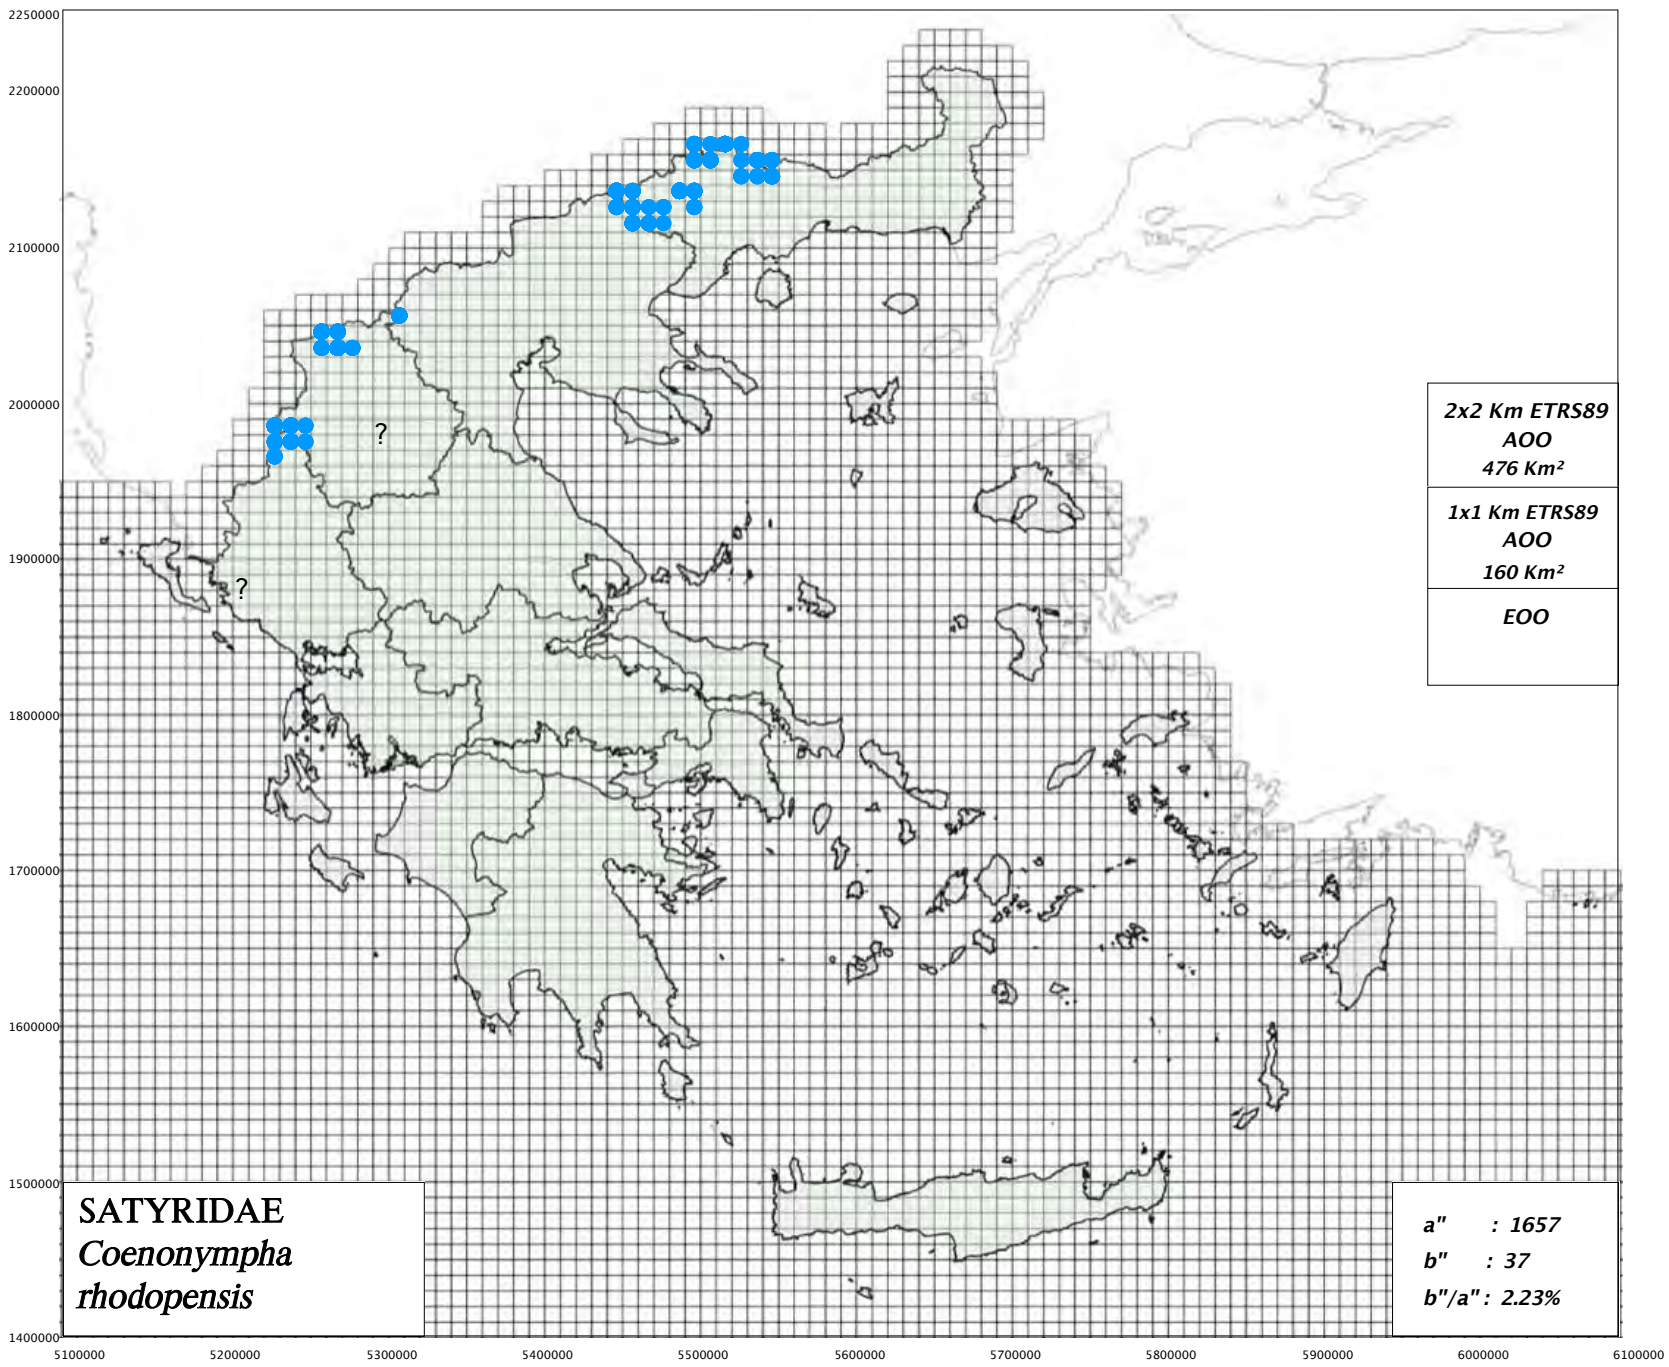 2250000
2200000
2100000
2000000
1900000
1800000
1700000
1600000
1500000
1400000
?
?
2x2 Km ETRS89
AOO
476 Km²
1x1 Km ETRS89
AOO
160 Km²
EOO
SATYRIDAE
Coenonympha
rhodopensis
a" : 1657
b" : 37
b"/a" : 2.23%
5100000 5200000 5300000 5400000 5500000 5600000 5700000 5800000 5900000 6000000 6100000